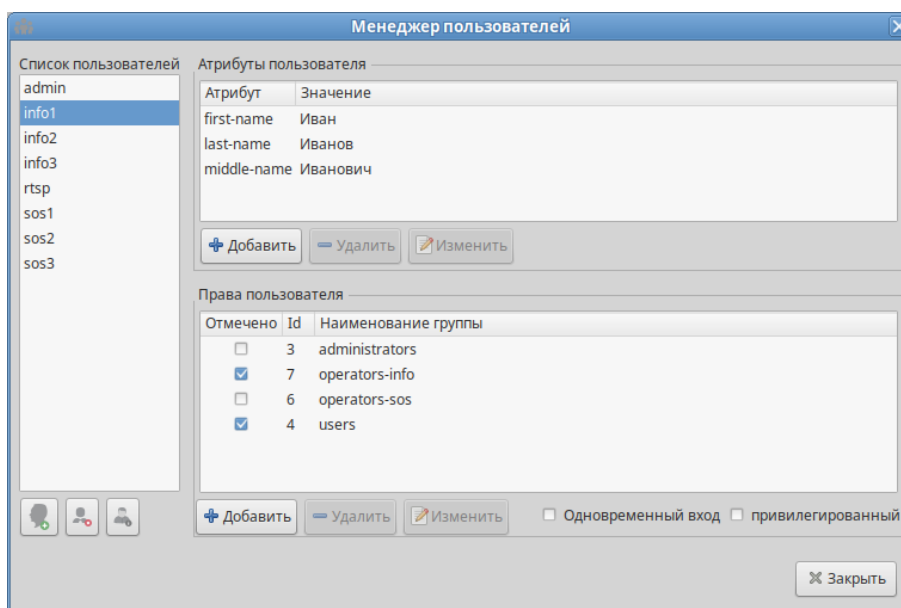 Менеджер пользователей
Список пользователей
admin
info1
info2
info3
rtsp
sos1
sos2
sos3
Атрибуты пользователя
Атрибут Значение
first-name Иван
last-name Иванов
middle-name Иванович
Добавить Удалить Изменить
Права пользователя
Отмечено Id Наименование группы
3 administrators
7 operators-info
6 operators-sos
4 users
Добавить Удалить Изменить Одновременный вход привилегированный
Закрыть